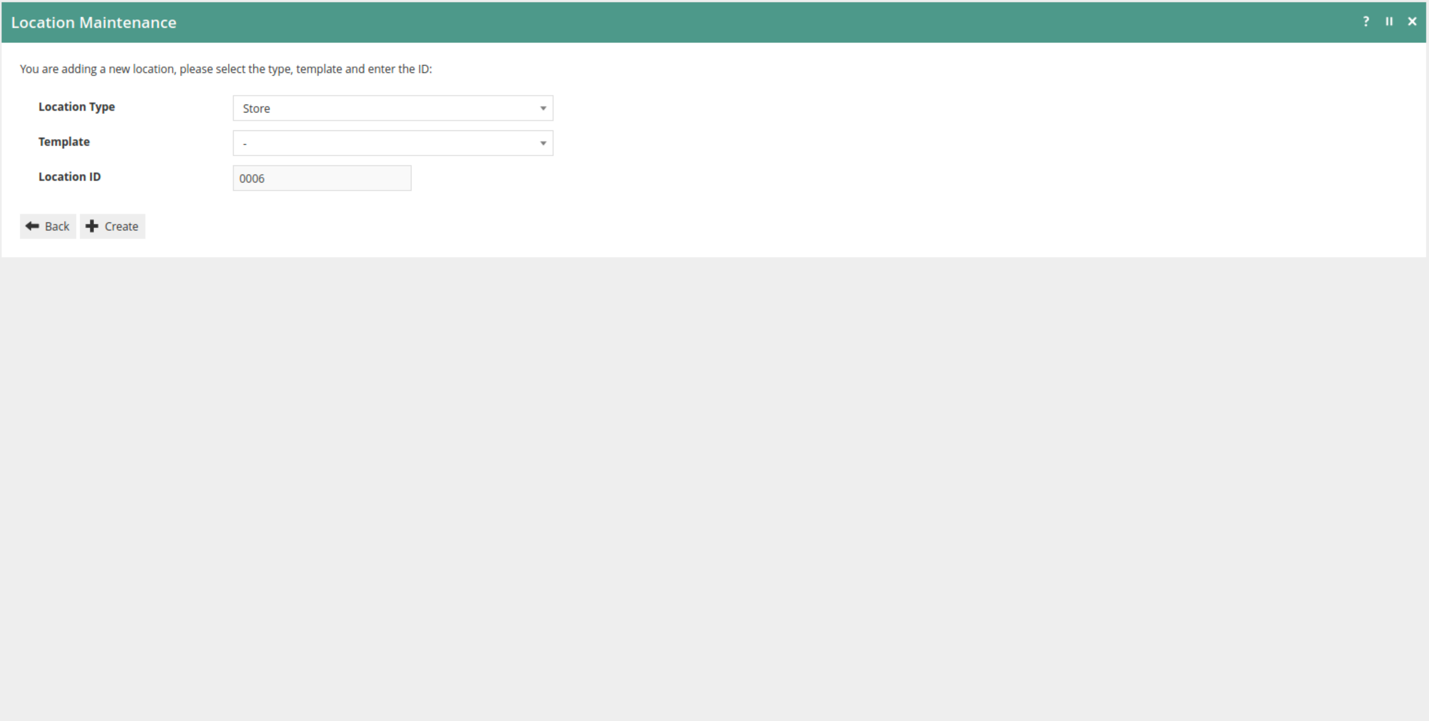 Location Maintenance
You are adding a new location, please select the type, template and enter the ID:
Location Type Store
Template -
Location ID 0006
Back Create